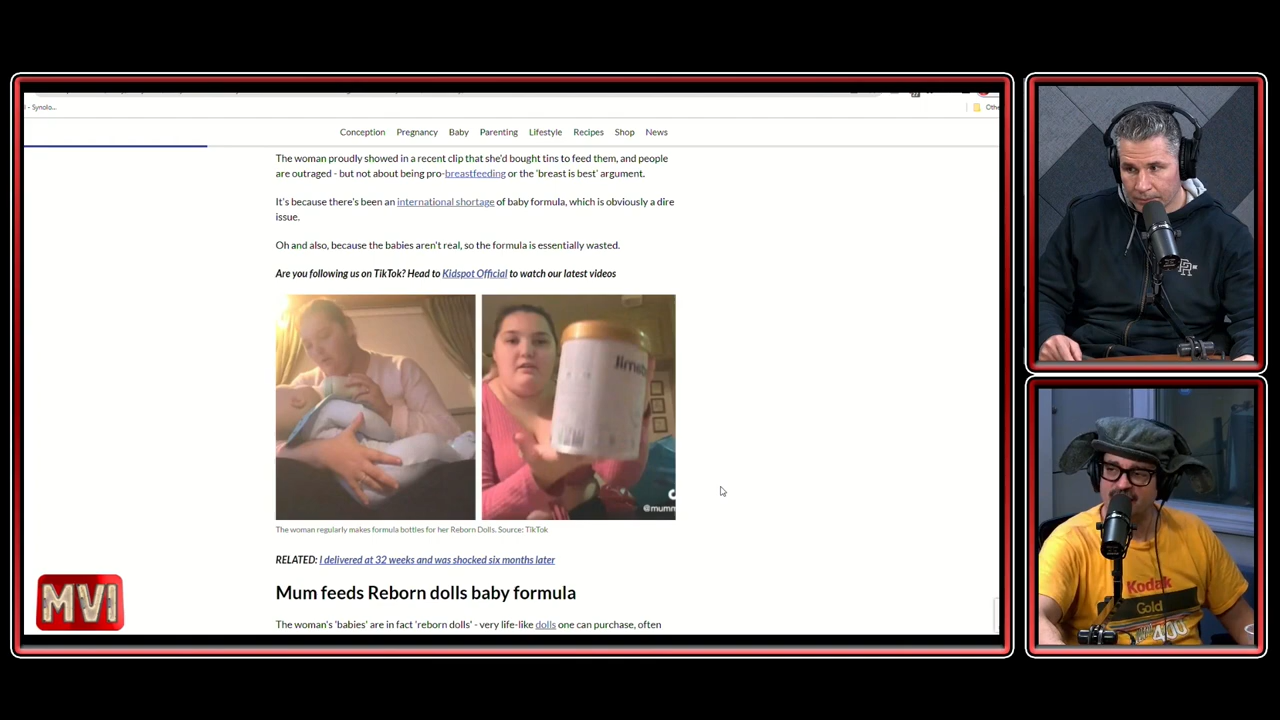 - Synolo...
Conception Pregnancy Baby Parenting Lifestyle Recipes Shop News
The woman proudly showed in a recent clip that she'd bought tins to feed them, and people
are outraged - but not about being pro-breastfeeding or the 'breast is best' argument.
It's because there's been an international shortage of baby formula, which is obviously a dire
issue.
Oh and also, because the babies aren't real, so the formula is essentially wasted.
Are you following us on TikTok? Head to Kidspot Official to watch our latest videos
@mumm
The woman regularly makes formula bottles for her Reborn Dolls. Source: TikTok
RELATED: I delivered at 32 weeks and was shocked six months later
Mum feeds Reborn dolls baby formula
The woman's 'babies' are in fact 'reborn dolls' - very life-like dolls one can purchase, often
MVI
Kodak
Gold
400